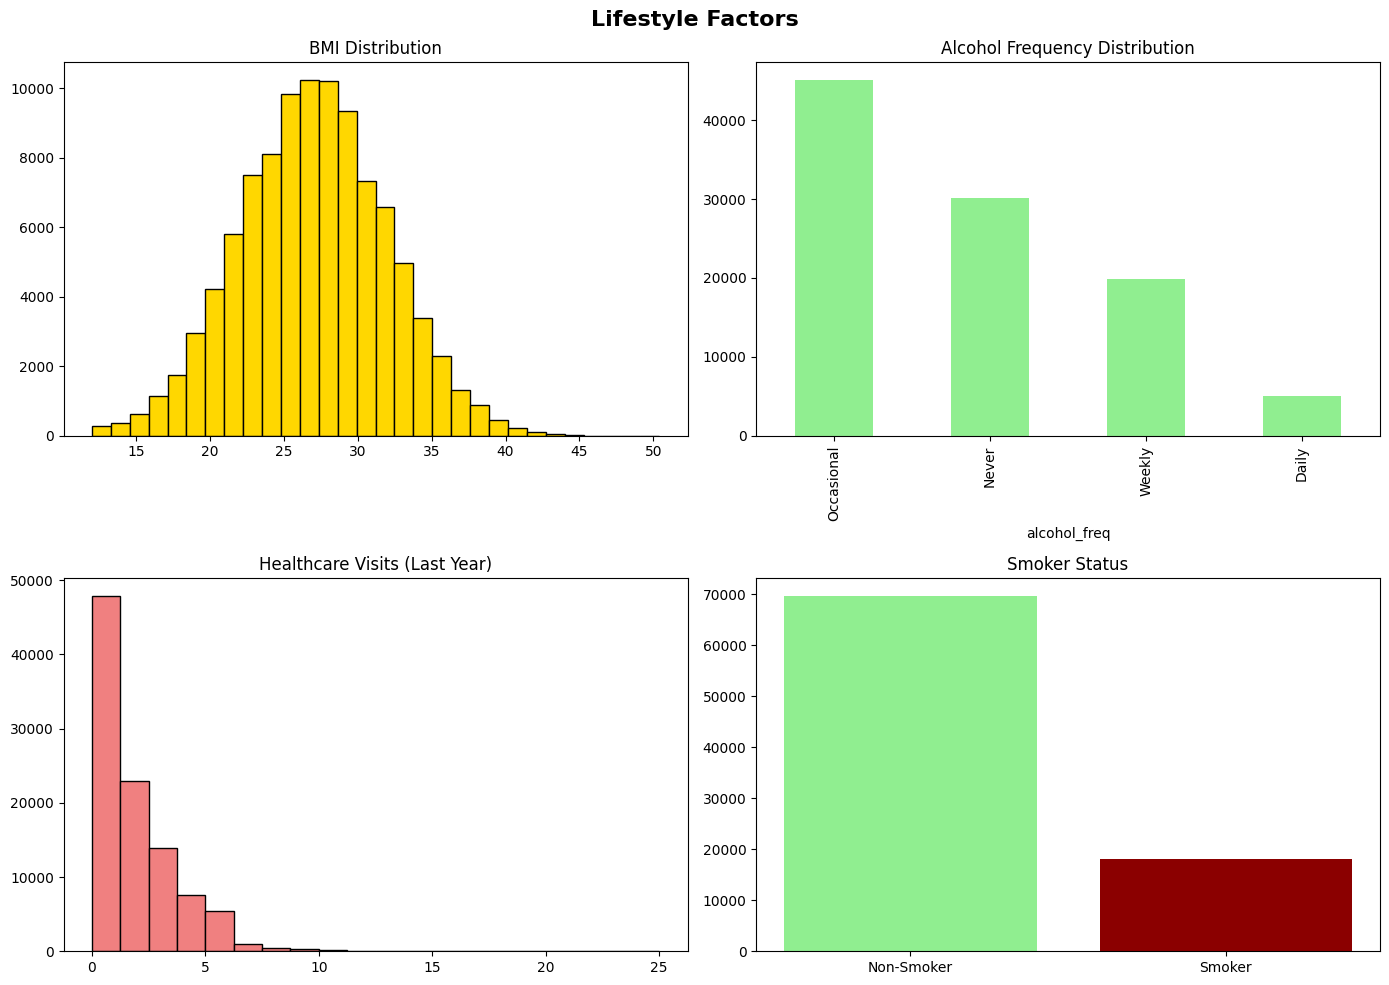 Lifestyle Factors
BMI Distribution
10000
8000
6000
4000
2000
0
15 20 25 30 35 40 45 50
Alcohol Frequency Distribution
40000
30000
20000
10000
0
Occasional Never Weekly Daily
alcohol_freq
Healthcare Visits (Last Year)
50000
40000
30000
20000
10000
0
0 5 10 15 20 25
Smoker Status
70000
60000
50000
40000
30000
20000
10000
0
Non-Smoker Smoker